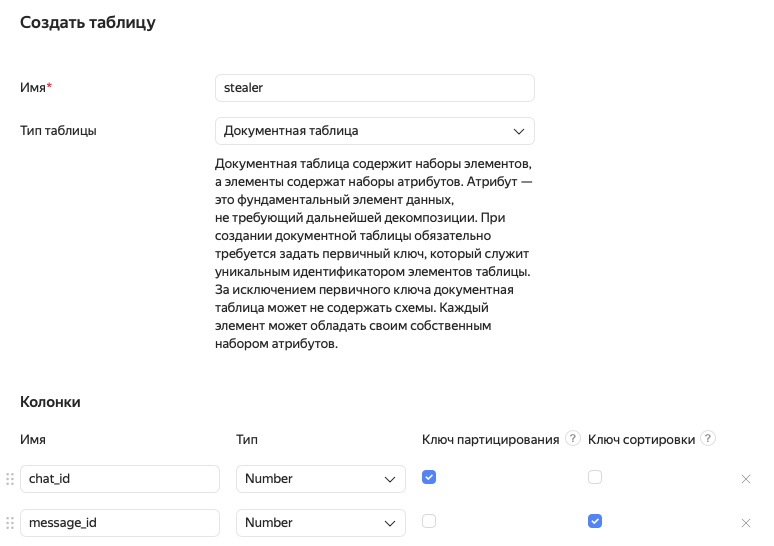 Создать таблицу
Имя*
stealer
Тип таблицы
Документная таблица
Документная таблица содержит наборы элементов,
а элементы содержат наборы атрибутов. Атрибут —
это фундаментальный элемент данных,
не требующий дальнейшей декомпозиции. При
создании документной таблицы обязательно
требуется задать первичный ключ, который служит
уникальным идентификатором элементов таблицы.
За исключением первичного ключа документная
таблица может не содержать схемы. Каждый
элемент может обладать своим собственным
набором атрибутов.
Колонки
Имя Тип Ключ партицирования ? Ключ сортировки ?
chat_id Number
message_id Number